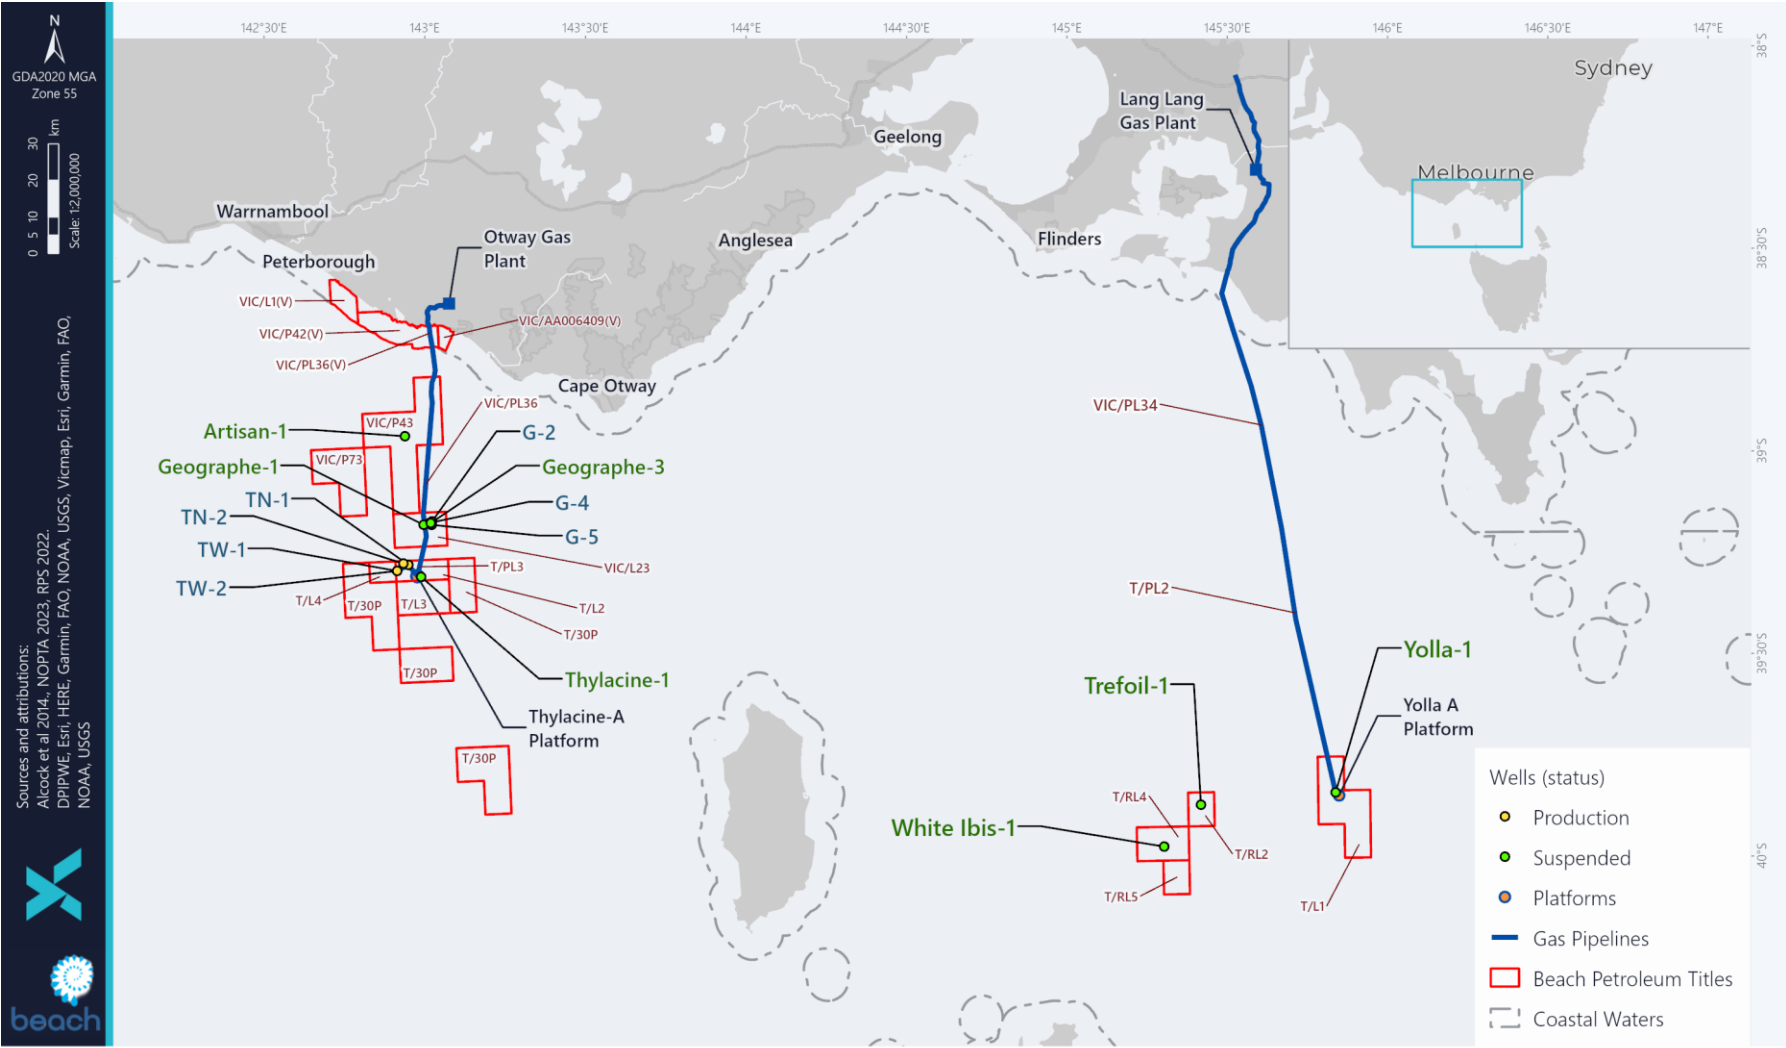 N
GDA2020 MGA
Zone 55
0 5 10 20 30 km
Scale: 1:2,000,000
Sources and attributions:
Alcock et al 2014., NOPTA 2023, RPS 2022.
DPIPWE, Esri, HERE, Garmin, FAO, NOAA, USGS, Vicmap, Esri, Garmin, FAO,
NOAA, USGS
beach
142°30'E 143°E 143°30'E 144°E 144°30'E 145°E 145°30'E 146°E 146°30'E 147°E
38°S
38°30'S
39°S
39°30'S
40°S
Sydney
Melbourne
Lang Lang
Gas Plant
Geelong
Warrnambool
Otway Gas
Plant
Anglesea
Flinders
Peterborough
VIC/L1(V)
VIC/P42(V)
VIC/AA006409(V)
VIC/PL36(V)
Cape Otway
VIC/PL36
VIC/P43
Artisan-1
G-2
VIC/PL34
VIC/P73
Geographe-1
Geographe-3
TN-1
G-4
TN-2
G-5
TW-1
T/PL3
VIC/L23
TW-2
T/L4
T/30P
T/L3
T/L2
T/PL2
T/30P
T/30P
Thylacine-1
Thylacine-A
Platform
T/30P
Yolla-1
Trefoil-1
Yolla A
Platform
T/RL4
White Ibis-1
T/RL2
T/RL5
T/L1
Wells (status)
Production
Suspended
Platforms
Gas Pipelines
Beach Petroleum Titles
Coastal Waters